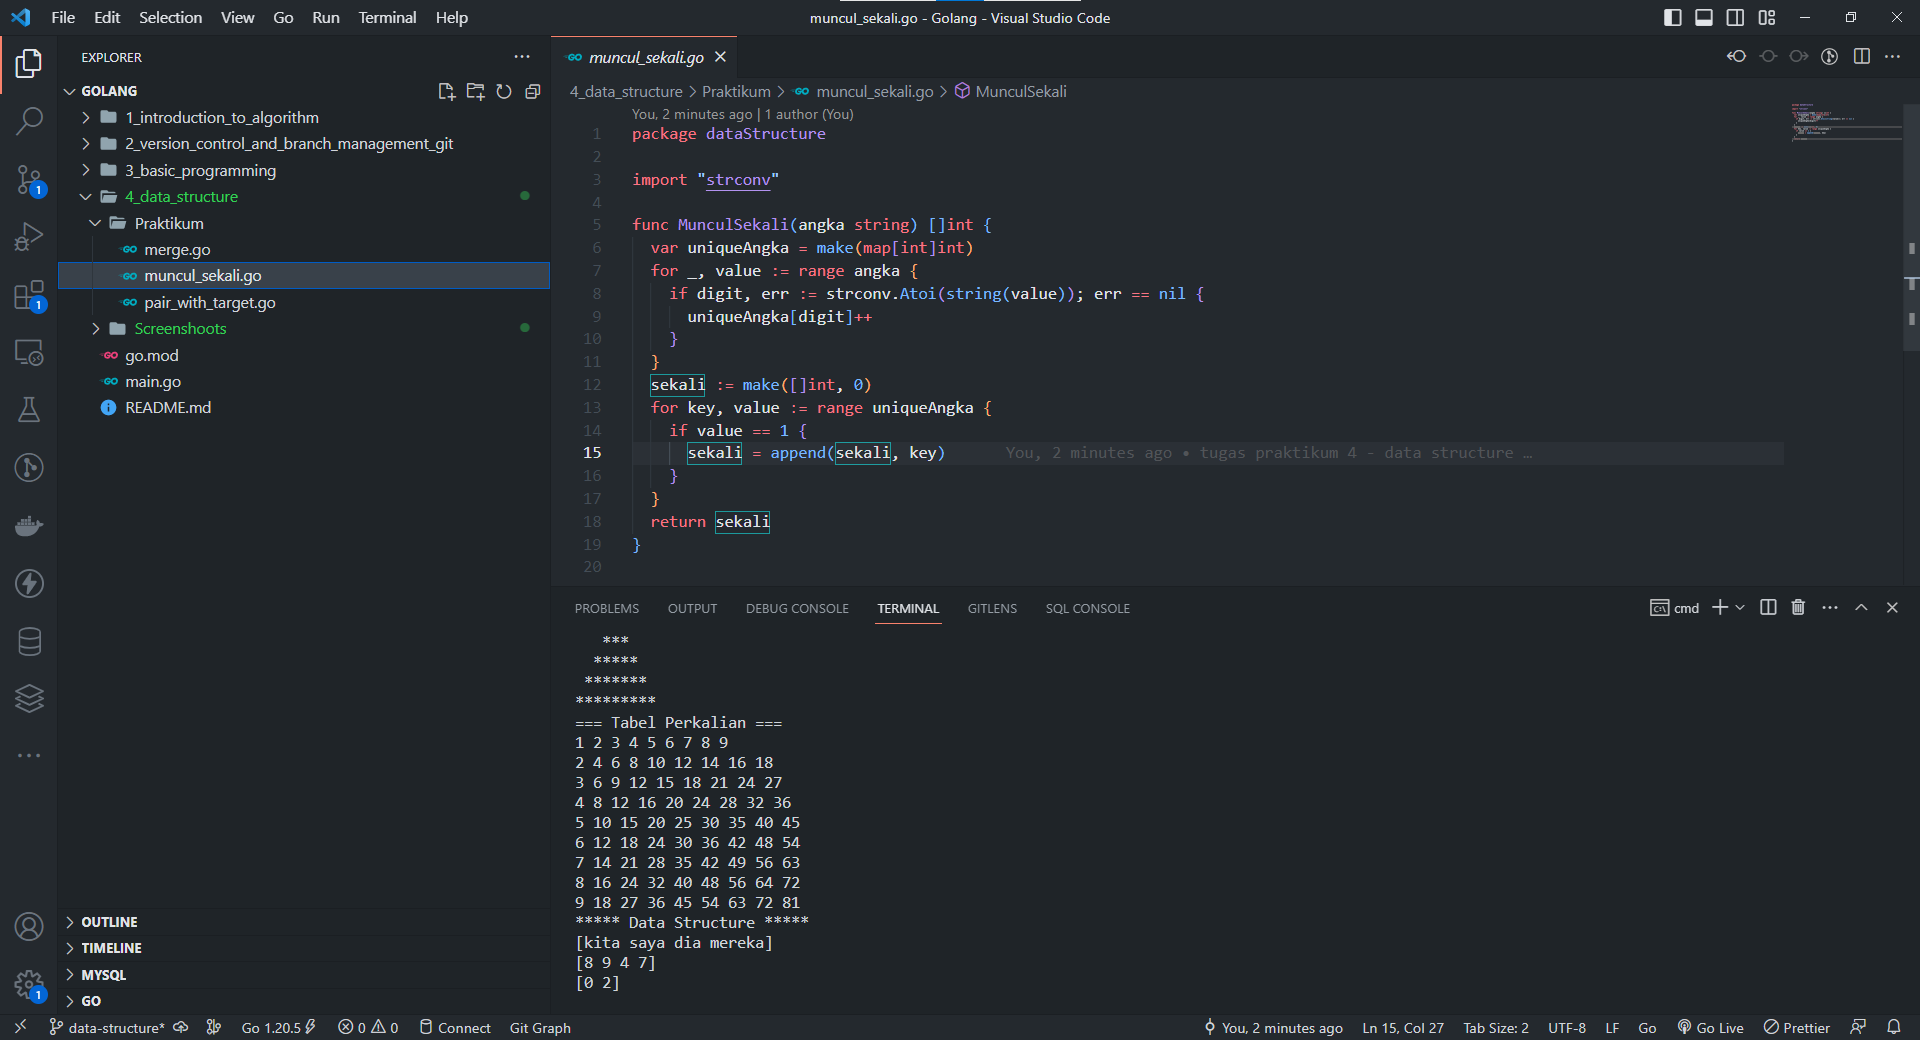 File Edit Selection View Go Run Terminal Help
muncul_sekali.go - Golang - Visual Studio Code
EXPLORER
GOLANG
1_introduction_to_algorithm
2_version_control_and_branch_management_git
3_basic_programming
4_data_structure
Praktikum
merge.go
muncul_sekali.go
pair_with_target.go
Screenshoots
go.mod
main.go
README.md
OUTLINE
TIMELINE
MYSQL
GO
muncul_sekali.go
4_data_structure > Praktikum > muncul_sekali.go > MunculSekali
You, 2 minutes ago | 1 author (You)
1 package dataStructure
2
3 import "strconv"
4
5 func MunculSekali(angka string) []int {
6 var uniqueAngka = make(map[int]int)
7 for _, value := range angka {
8 if digit, err := strconv.Atoi(string(value)); err == nil {
9 uniqueAngka[digit]++
10 }
11 }
12 sekali := make([]int, 0)
13 for key, value := range uniqueAngka {
14 if value == 1 {
15 sekali = append(sekali, key) You, 2 minutes ago • tugas praktikum 4 - data structure …
16 }
17 }
18 return sekali
19 }
20
PROBLEMS OUTPUT DEBUG CONSOLE TERMINAL GITLENS SQL CONSOLE
cmd
***
*****
*******
*********
=== Tabel Perkalian ===
1 2 3 4 5 6 7 8 9
2 4 6 8 10 12 14 16 18
3 6 9 12 15 18 21 24 27
4 8 12 16 20 24 28 32 36
5 10 15 20 25 30 35 40 45
6 12 18 24 30 36 42 48 54
7 14 21 28 35 42 49 56 63
8 16 24 32 40 48 56 64 72
9 18 27 36 45 54 63 72 81
***** Data Structure *****
[kita saya dia mereka]
[8 9 4 7]
[0 2]
data-structure* Go 1.20.5 0 0 Connect Git Graph You, 2 minutes ago Ln 15, Col 27 Tab Size: 2 UTF-8 LF Go Go Live Prettier